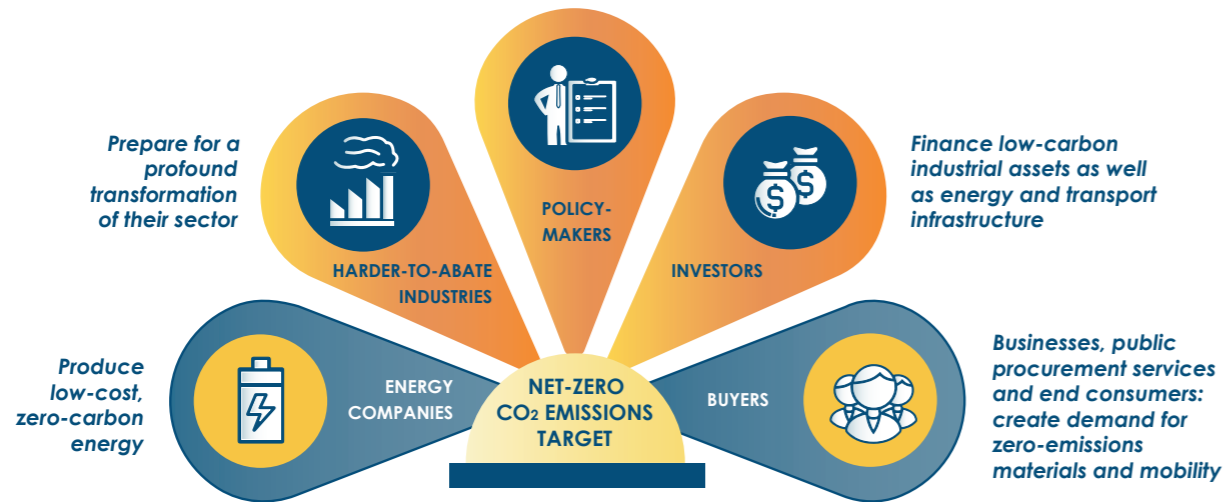 Prepare for a
profound
transformation
of their sector
Finance low-carbon
industrial assets as well
as energy and transport
infrastructure
POLICY-
MAKERS
HARDER-TO-ABATE
INDUSTRIES
INVESTORS
Produce
low-cost,
zero-carbon
energy
ENERGY
COMPANIES
NET-ZERO
CO₂ EMISSIONS
TARGET
BUYERS
Businesses, public
procurement services
and end consumers:
create demand for
zero-emissions
materials and mobility
$
$